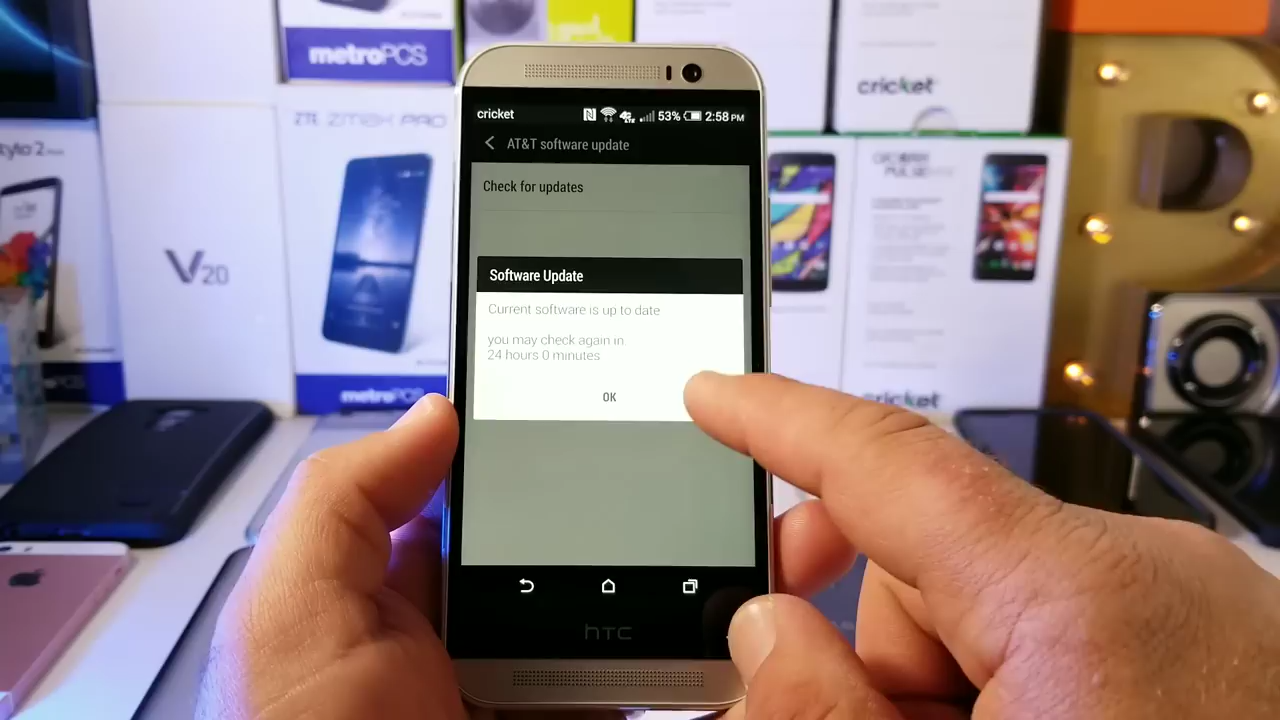 metroPCS
cricket
ZTE ZMAX PRO
V20
metroPCS
cricket
cricket
53%
2:58 PM
AT&T software update
Check for updates
Software Update
Current software is up to date
you may check again in
24 hours 0 minutes
OK
hTC